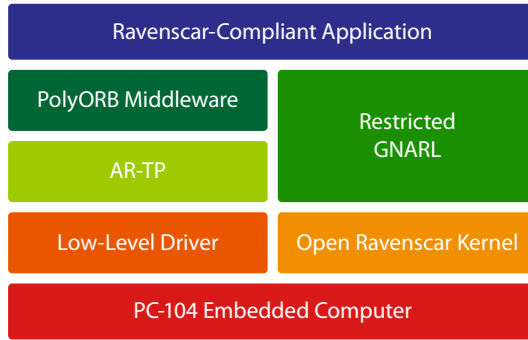 Ravenscar-Compliant Application
PolyORB Middleware
Restricted
GNARL
AR-TP
Low-Level Driver
Open Ravenscar Kernel
PC-104 Embedded Computer